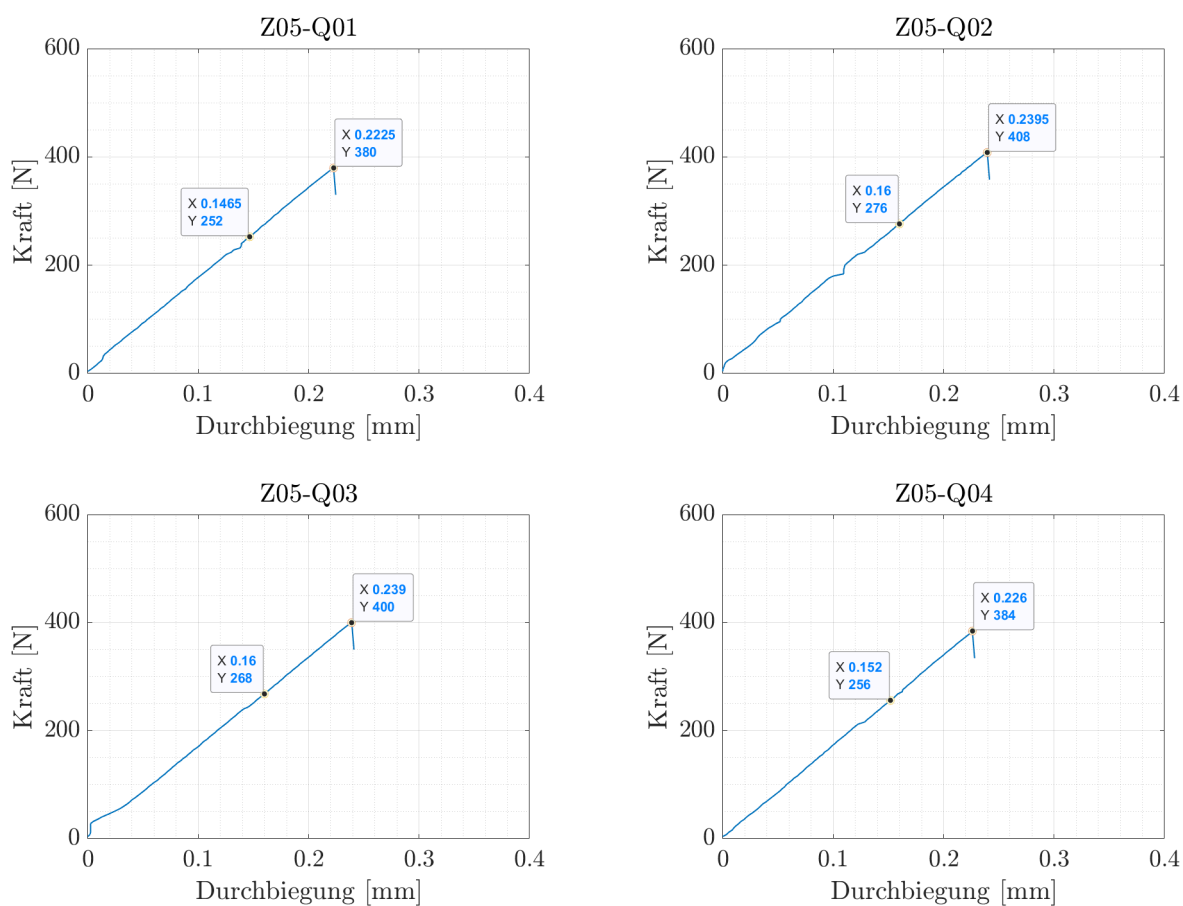 Z05-Q01
600
400
200
0
Kraft [N]
X 0.2225
Y 380
X 0.1465
Y 252
0 0.1 0.2 0.3 0.4
Durchbiegung [mm]
Z05-Q02
600
400
200
0
Kraft [N]
X 0.2395
Y 408
X 0.16
Y 276
0 0.1 0.2 0.3 0.4
Durchbiegung [mm]
Z05-Q03
600
400
200
0
Kraft [N]
X 0.239
Y 400
X 0.16
Y 268
0 0.1 0.2 0.3 0.4
Durchbiegung [mm]
Z05-Q04
600
400
200
0
Kraft [N]
X 0.226
Y 384
X 0.152
Y 256
0 0.1 0.2 0.3 0.4
Durchbiegung [mm]